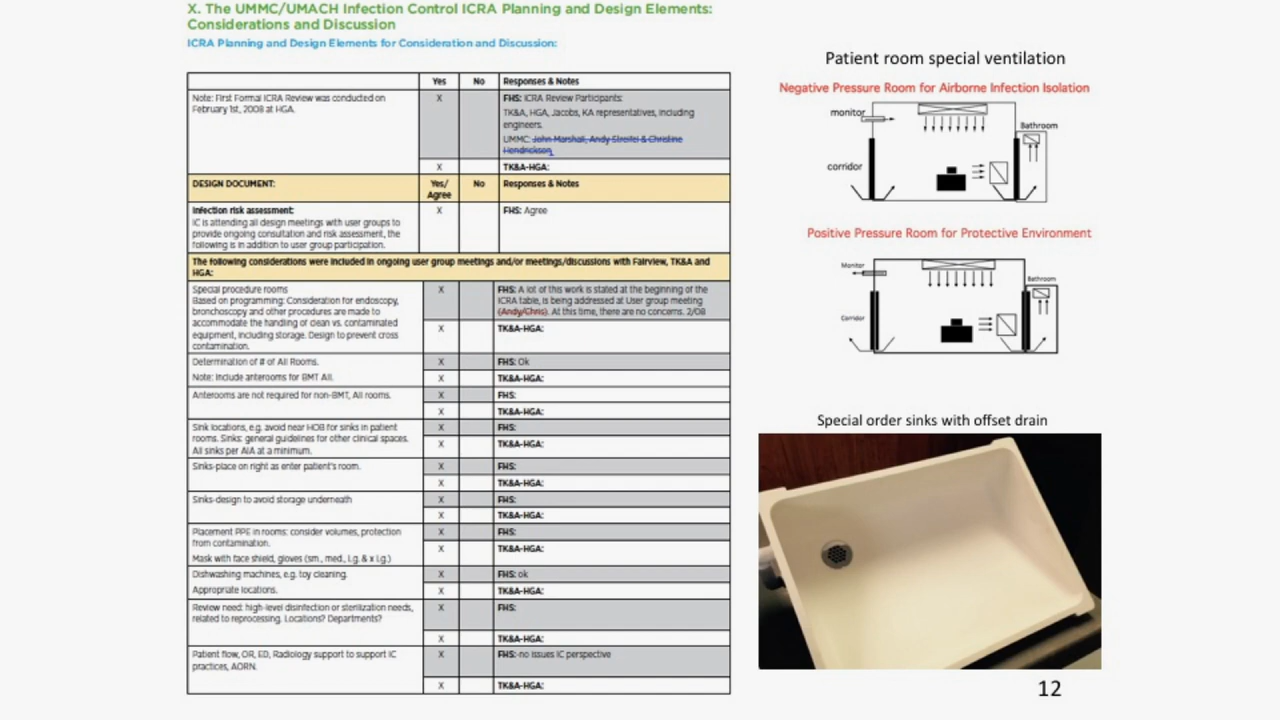 X. The UMMC/UMACH Infection Control ICRA Planning and Design Elements:
Considerations and Discussion
ICRA Planning and Design Elements for Consideration and Discussion:
Yes No Responses & Notes
Note: First Formal ICRA Review was conducted on
February 1st, 2008 at HGA.
X
FHS: ICRA Review Participants:
TK&A, HGA, Jacobs, KA representatives, including
engineers.
UMMC: John Marshall, Andy Streifel & Christine
Hendrickson,
X TK&A-HGA:
DESIGN DOCUMENT: Yes/
Agree
No Responses & Notes
Infection risk assessment:
IC is attending all design meetings with user groups to
provide ongoing consultation and risk assessment, the
following is in addition to user group participation.
X FHS: Agree
The following considerations were included in ongoing user group meetings and/or meetings/discussions with Fairview, TK&A and
HGA:
Special procedure rooms
Based on programming: Consideration for endoscopy,
bronchoscopy and other procedures are made to
accommodate the handling of clean vs. contaminated
equipment, including storage. Design to prevent cross
contamination.
X
FHS: A lot of this work is stated at the beginning of the
ICRA table, is being addressed at User group meeting
(Andy/Chris). At this time, there are no concerns. 2/08
X TK&A-HGA:
Determination of # of AII Rooms. X FHS: Ok
Note: Include anterooms for BMT AII. X TK&A-HGA:
Anterooms are not required for non-BMT, AII rooms. X FHS:
X TK&A-HGA:
Sink locations, e.g. avoid near HOB for sinks in patient
rooms. Sinks: general guidelines for other clinical spaces.
All sinks per AIA at a minimum.
X FHS:
X TK&A-HGA:
Sinks-place on right as enter patient's room. X FHS:
X TK&A-HGA:
Sinks-design to avoid storage underneath X FHS:
X TK&A-HGA:
Placement PPE in rooms: consider volumes, protection
from contamination.
Mask with face shield, gloves (sm., med., l.g. & x l.g.)
X FHS:
X TK&A-HGA:
Dishwashing machines, e.g. toy cleaning. X FHS: ok
Appropriate locations. X TK&A-HGA:
Review need: high-level disinfection or sterilization needs,
related to reprocessing. Locations? Departments?
X FHS:
X TK&A-HGA:
Patient flow, OR, ED, Radiology support to support IC
practices, AORN.
X FHS:-no issues IC perspective
X TK&A-HGA:
Patient room special ventilation
Negative Pressure Room for Airborne Infection Isolation
monitor
Bathroom
corridor
Positive Pressure Room for Protective Environment
Monitor
Bathroom
Corridor
Special order sinks with offset drain
12